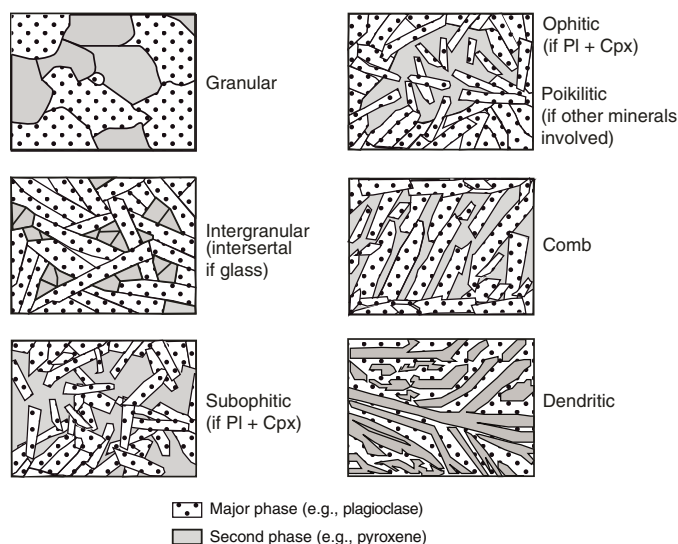 Granular
Ophitic
(if Pl + Cpx)
Poikilitic
(if other minerals
involved)
Intergranular
(intersertal
if glass)
Comb
Subophitic
(if Pl + Cpx)
Dendritic
Major phase (e.g., plagioclase)
Second phase (e.g., pyroxene)